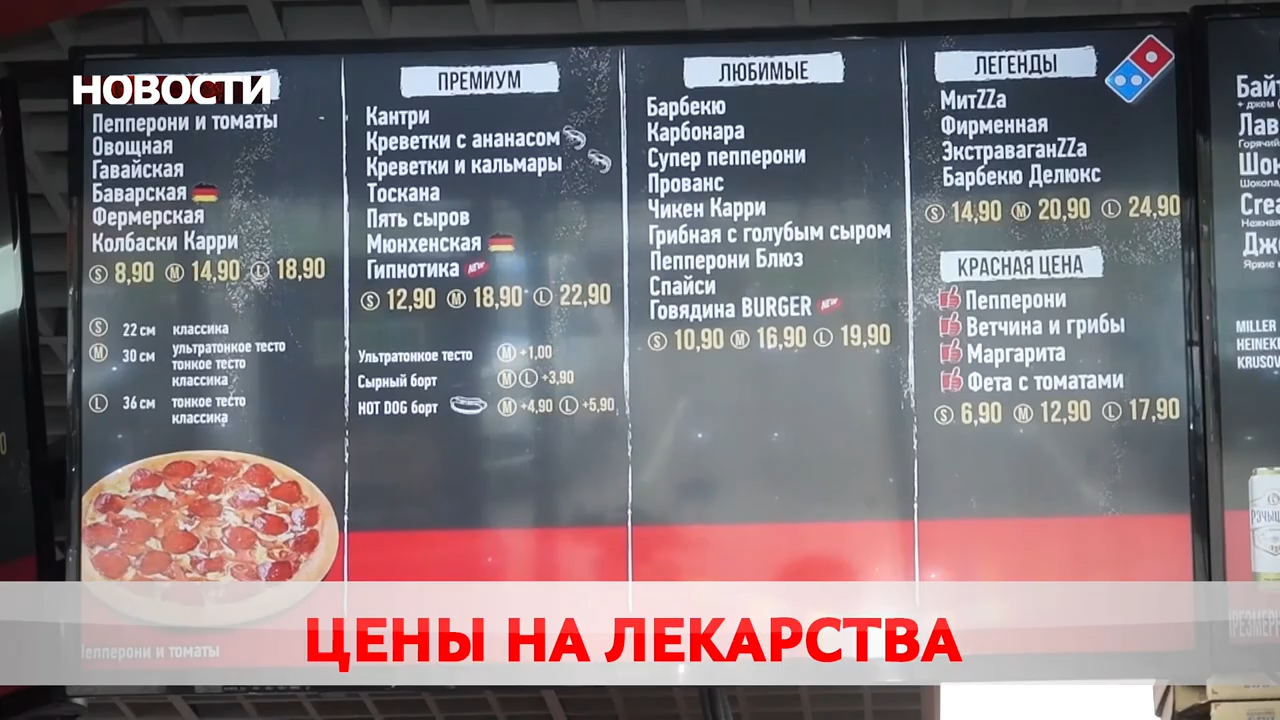 НОВОСТИ
Пепперони и томаты
Овощная
Гавайская
Баварская
Фермерская
Колбаски Карри
S 8,90 M 14,90 L 18,90
S 22 см классика
M 30 см ультратонкое тесто
тонкое тесто
классика
L 36 см тонкое тесто
классика
пепперони и томаты
ПРЕМИУМ
Кантри
Креветки с ананасом
Креветки и кальмары
Тоскана
Пять сыров
Мюнхенская
Гипнотика NEW
S 12,90 M 18,90 L 22,90
Ультратонкое тесто M +1,00
Сырный борт M L +3,90
HOT DOG борт M +4,90 L +5,90
ЛЮБИМЫЕ
Барбекю
Карбонара
Супер пепперони
Прованс
Чикен Карри
Грибная с голубым сыром
Пепперони Блюз
Спайси
Говядина BURGER NEW
S 10,90 M 16,90 L 19,90
ЛЕГЕНДЫ
МитZZа
Фирменная
ЭкстраваганZZа
Барбекю Делюкс
S 14,90 M 20,90 L 24,90
КРАСНАЯ ЦЕНА
Пепперони
Ветчина и грибы
Маргарита
Фета с томатами
S 6,90 M 12,90 L 17,90
+ джем
Горячий
MILLER
HEINEK
KRUSOV
ЦЕНЫ НА ЛЕКАРСТВА